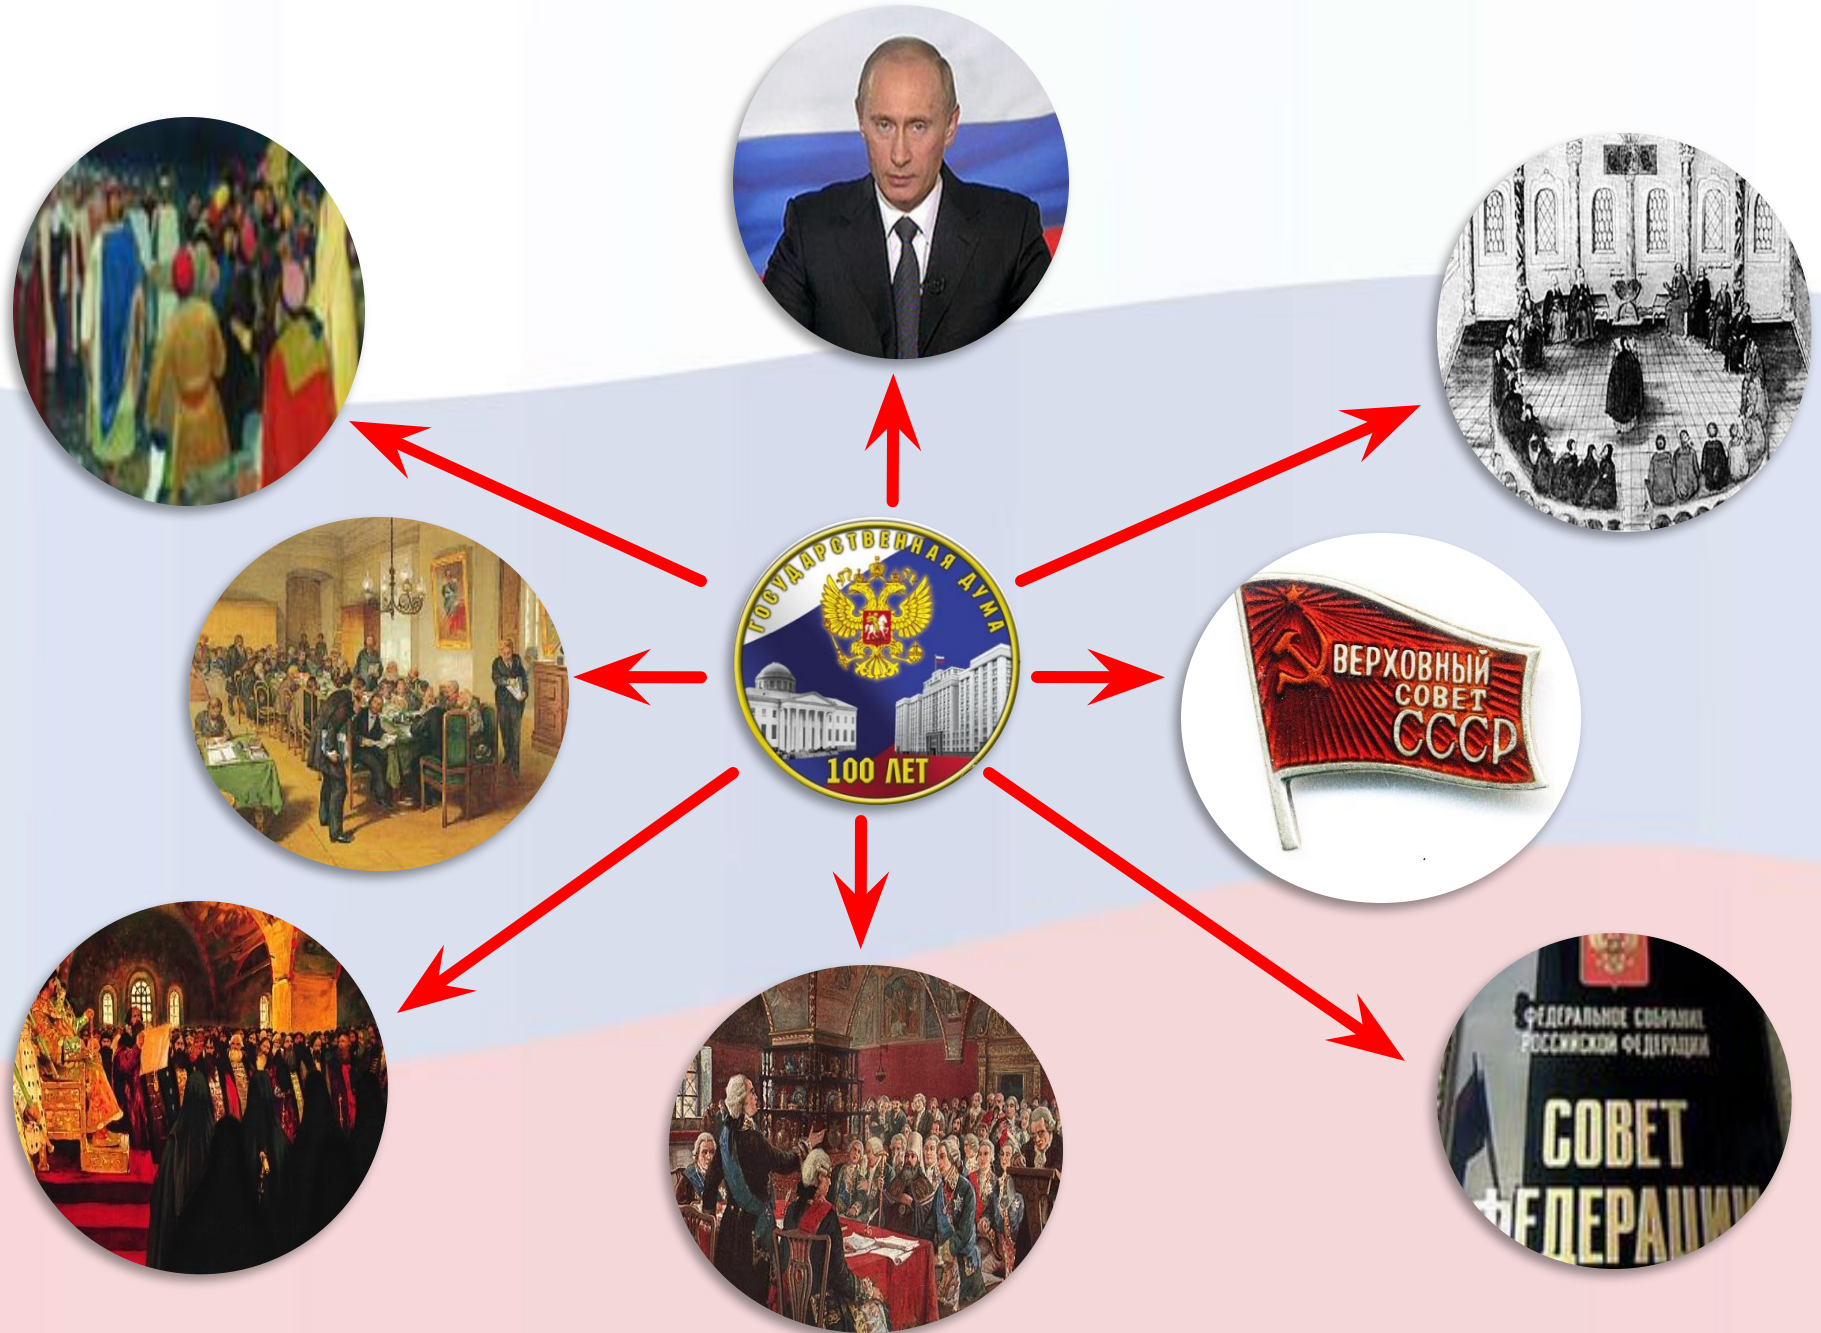 ГОСУДАРСТВЕННАЯ ДУМА
100 ЛЕТ
ВЕРХОВНЫЙ
СОВЕТ
СССР
ФЕДЕРАЛЬНОЕ СОБРАНИЕ
РОССИЙСКОЙ ФЕДЕРАЦИИ
СОВЕТ
ФЕДЕРАЦИИ